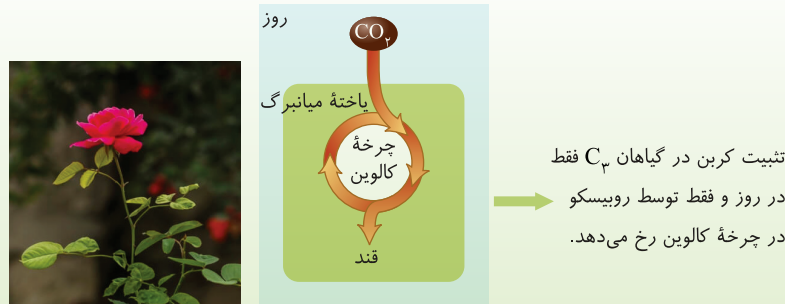 روز
CO۲
یاختهٔ میانبرگ
چرخهٔ
کالوین
قند
تثبیت کربن در گیاهان C۳ فقط
در روز و فقط توسط روبیسکو
در چرخهٔ کالوین رخ می‌دهد.